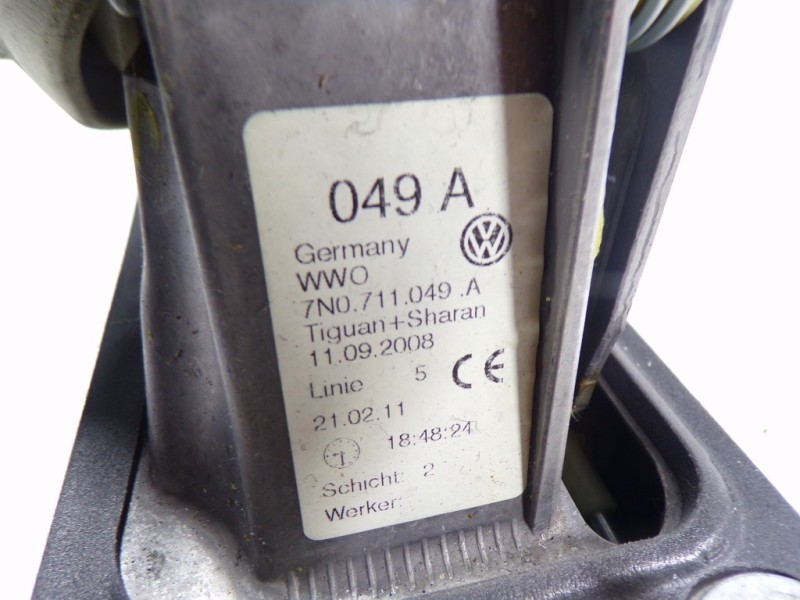 049 A
Germany
WWO
7N0.711.049 .A
Tiguan+Sharan
11.09.2008
Linie 5 CE
21.02.11
18:48:24
Schicht: 2
Werker: